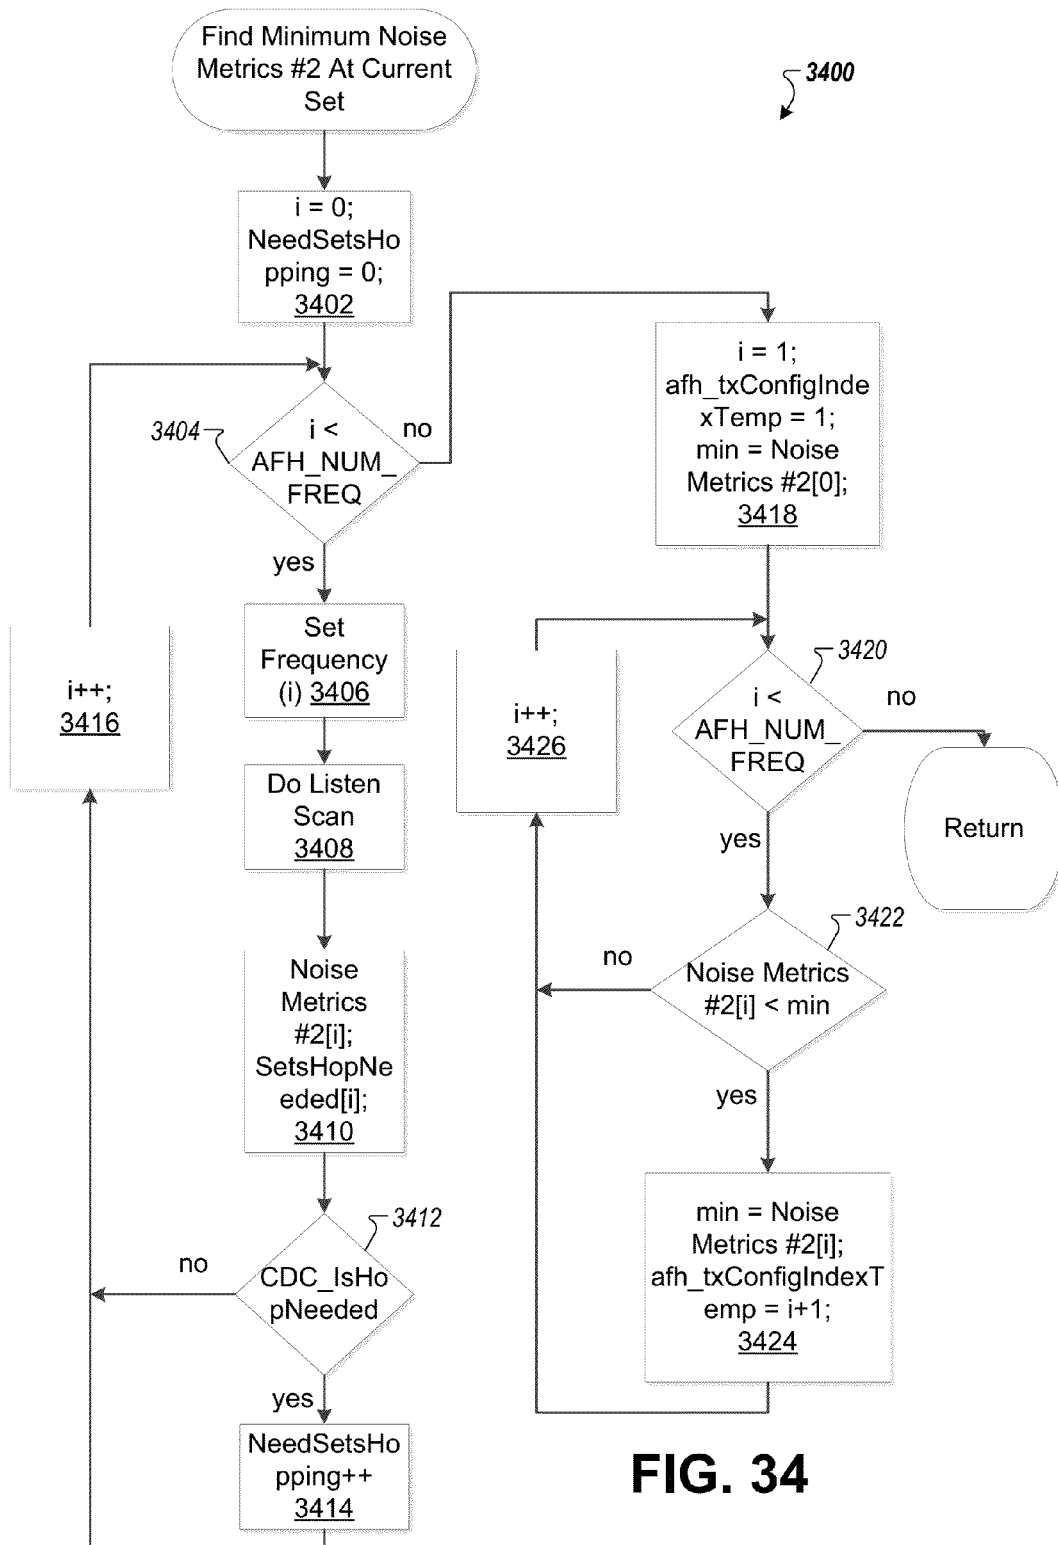 Find Minimum Noise
Metrics #2 At Current
Set
3400
i = 0;
NeedSetsHo
pping = 0;
3402
3404
i <
AFH_NUM_
FREQ
no
yes
Set
Frequency
(i) 3406
Do Listen
Scan
3408
Noise
Metrics
#2[i];
SetsHopNe
eded[i];
3410
3412
CDC_IsHo
pNeeded
no
yes
NeedSetsHo
pping++
3414
i++;
3416
i = 1;
afh_txConfigInde
xTemp = 1;
min = Noise
Metrics #2[0];
3418
3420
i <
AFH_NUM_
FREQ
no
yes
Return
3422
Noise Metrics
#2[i] < min
no
yes
min = Noise
Metrics #2[i];
afh_txConfigIndexT
emp = i+1;
3424
i++;
3426
FIG. 34